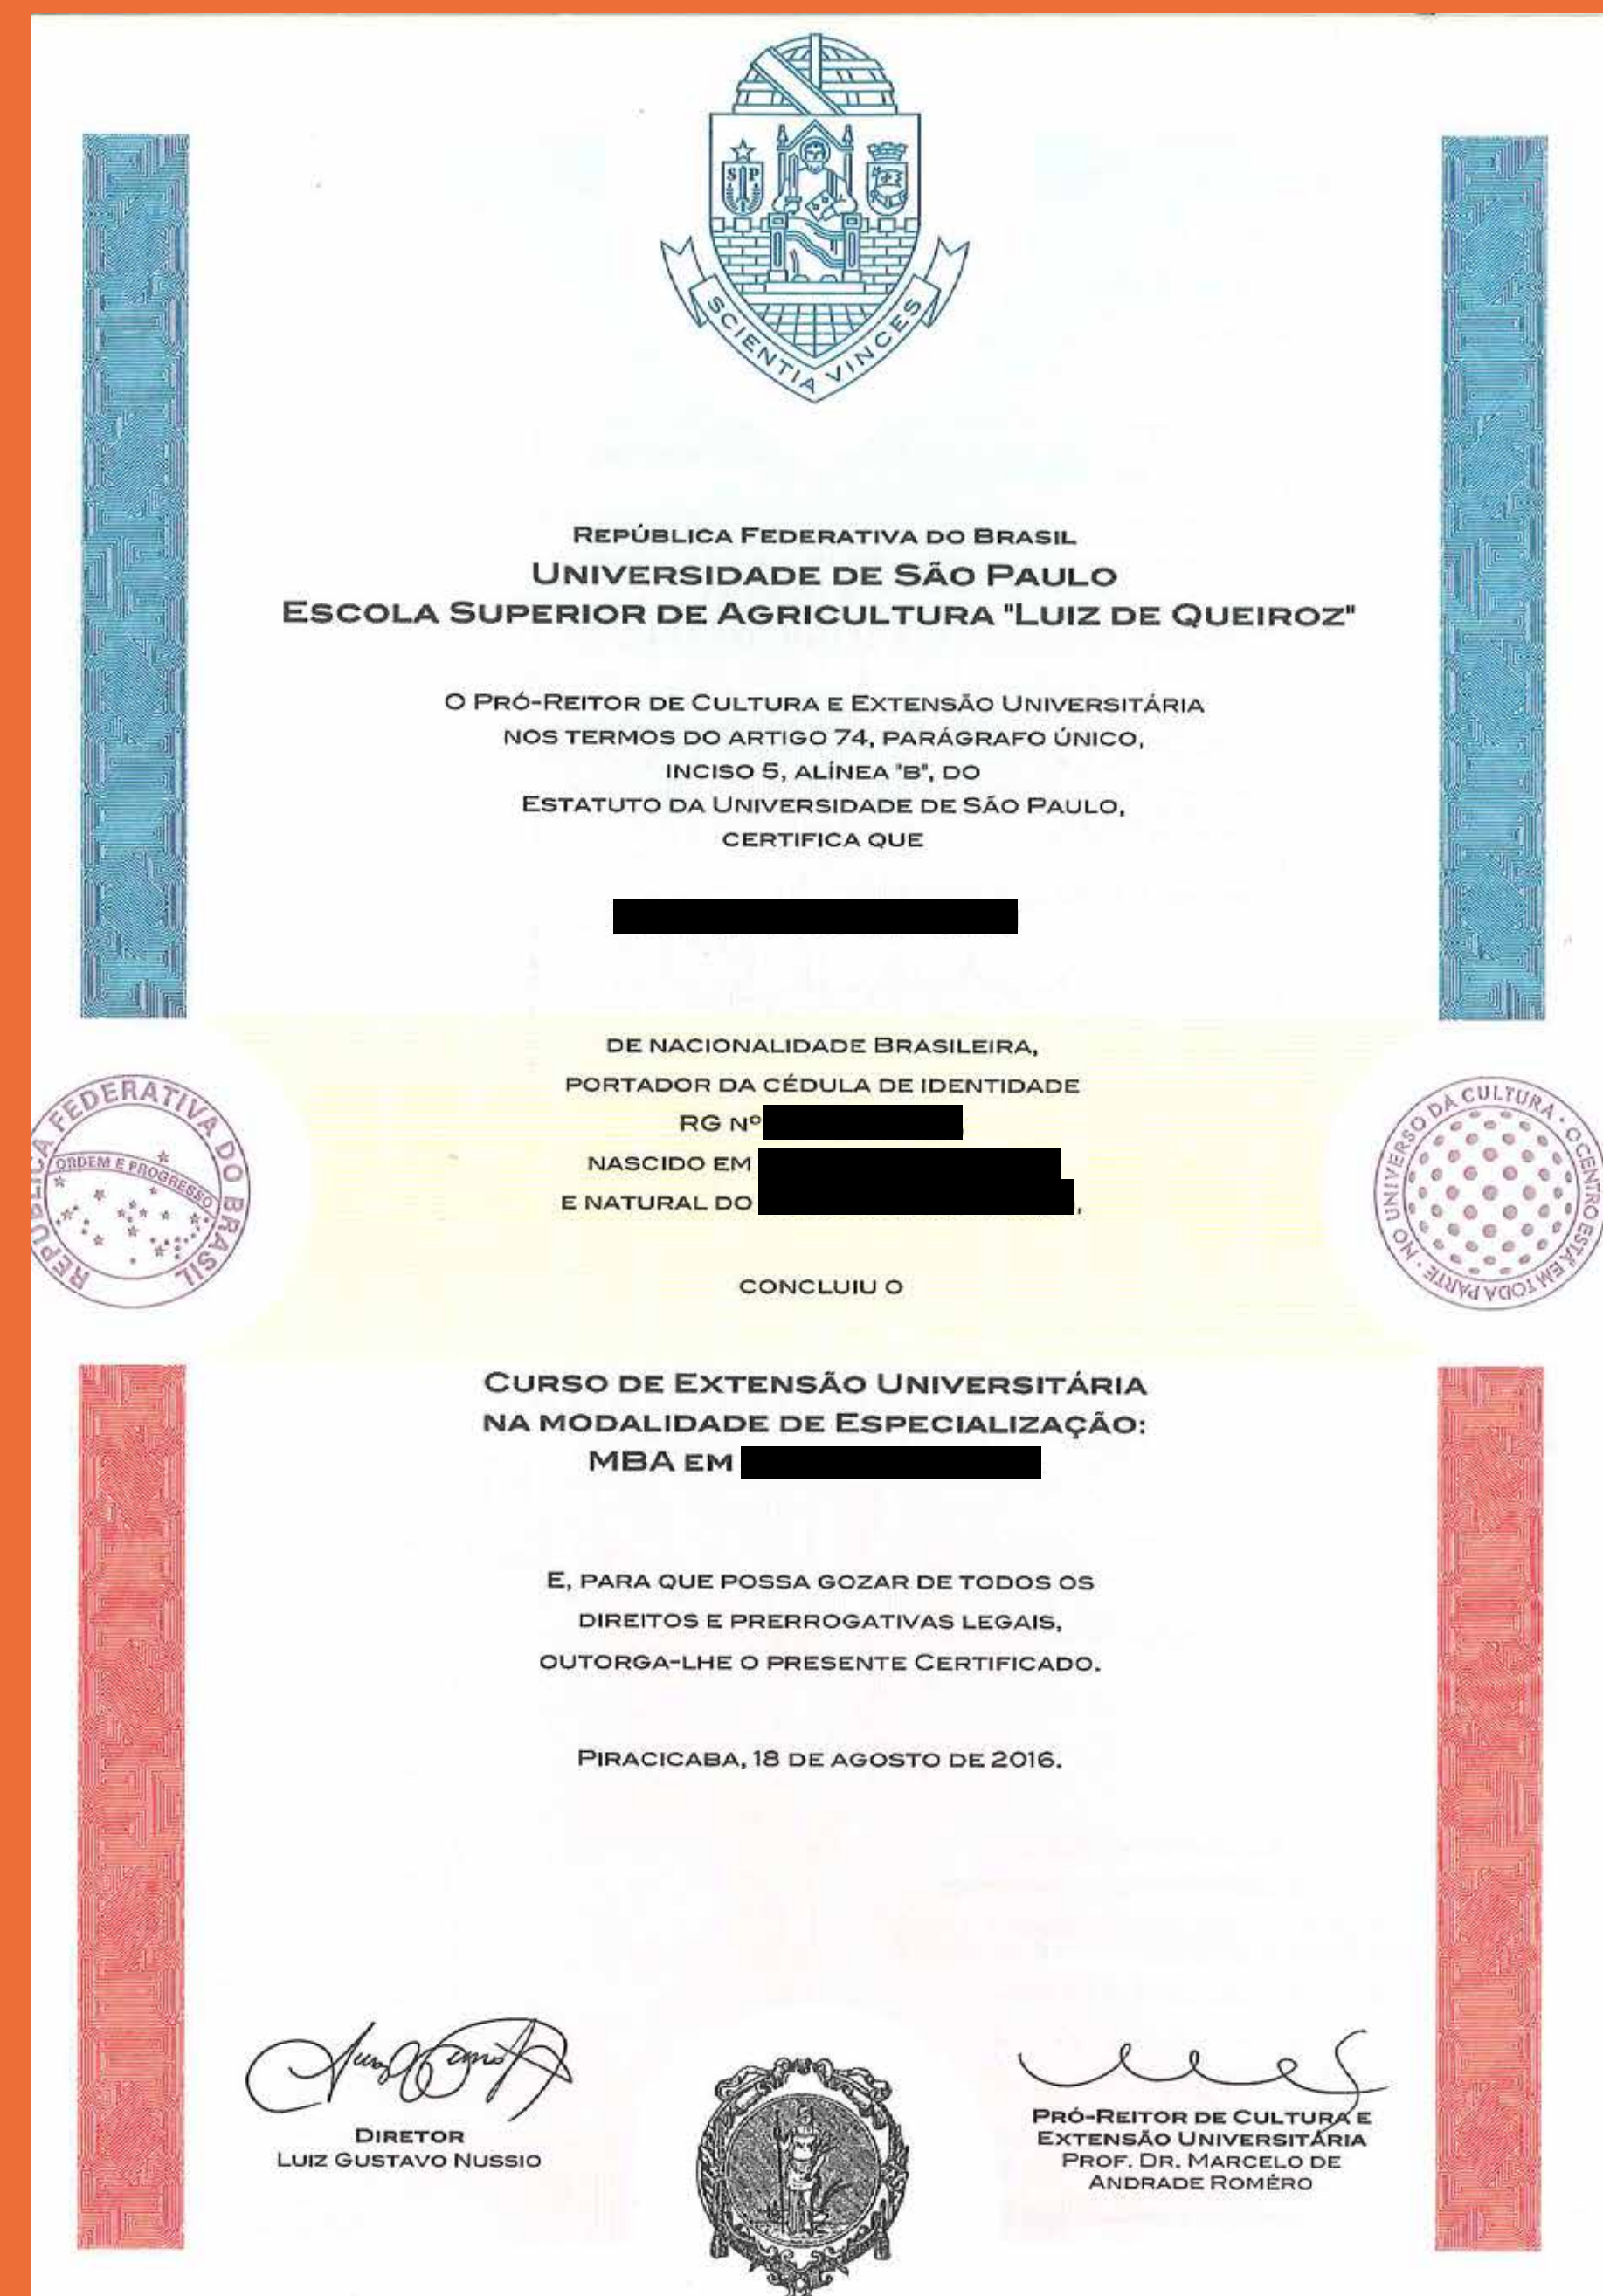 SP
SCIENTIA VINCES
REPÚBLICA FEDERATIVA DO BRASIL
UNIVERSIDADE DE SÃO PAULO
ESCOLA SUPERIOR DE AGRICULTURA "LUIZ DE QUEIROZ"
O PRÓ-REITOR DE CULTURA E EXTENSÃO UNIVERSITÁRIA
NOS TERMOS DO ARTIGO 74, PARÁGRAFO ÚNICO,
INCISO 5, ALÍNEA "B", DO
ESTATUTO DA UNIVERSIDADE DE SÃO PAULO,
CERTIFICA QUE
DE NACIONALIDADE BRASILEIRA,
PORTADOR DA CÉDULA DE IDENTIDADE
RG Nº
NASCIDO EM
E NATURAL DO ,
REPÚBLICA FEDERATIVA DO BRASIL
ORDEM E PROGRESSO
NO UNIVERSO DA CULTURA · O CENTRO ESTÁ EM TODA PARTE ·
CONCLUIU O
CURSO DE EXTENSÃO UNIVERSITÁRIA
NA MODALIDADE DE ESPECIALIZAÇÃO:
MBA EM
E, PARA QUE POSSA GOZAR DE TODOS OS
DIREITOS E PRERROGATIVAS LEGAIS,
OUTORGA-LHE O PRESENTE CERTIFICADO.
PIRACICABA, 18 DE AGOSTO DE 2016.
DIRETOR
LUIZ GUSTAVO NUSSIO
PRÓ-REITOR DE CULTURA E
EXTENSÃO UNIVERSITÁRIA
PROF. DR. MARCELO DE
ANDRADE ROMÉRO